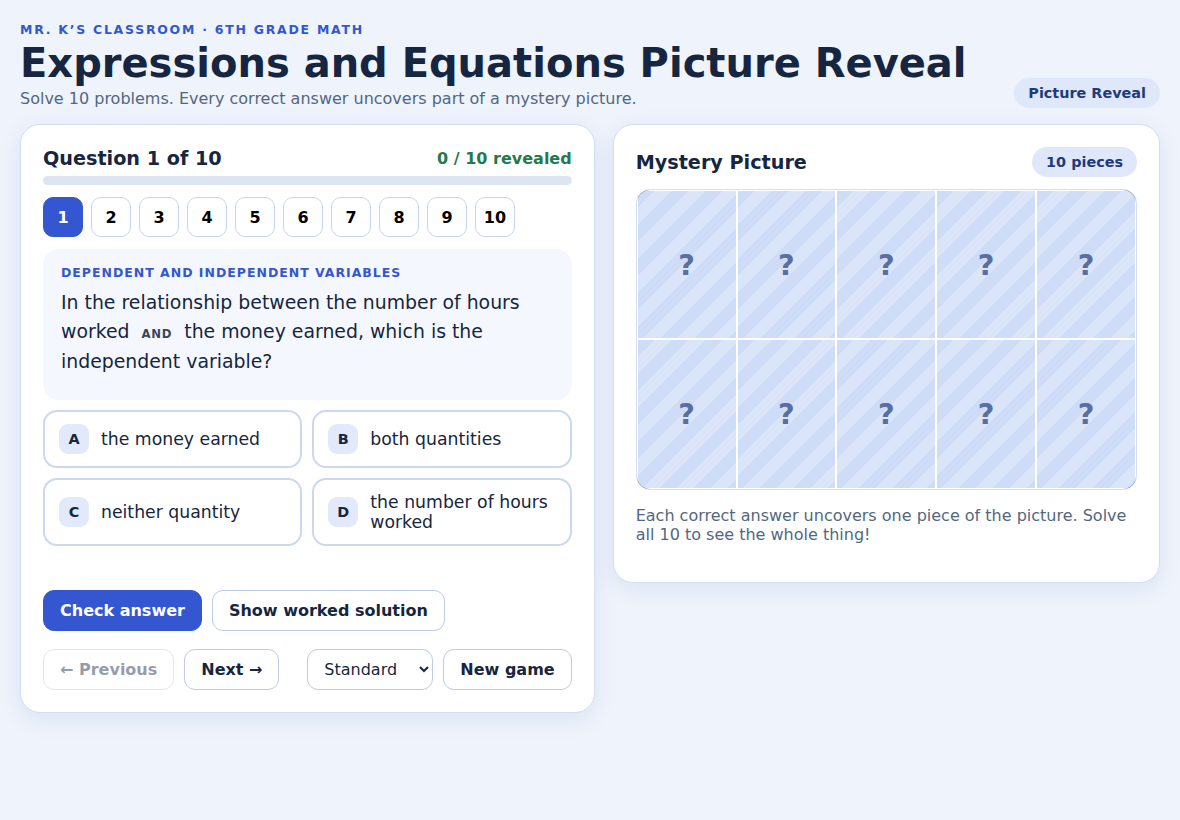 MR. K’S CLASSROOM · 6TH GRADE MATH
Expressions and Equations Picture Reveal
Solve 10 problems. Every correct answer uncovers part of a mystery picture.
Picture Reveal
Question 1 of 10
0 / 10 revealed
1 2 3 4 5 6 7 8 9 10
DEPENDENT AND INDEPENDENT VARIABLES
In the relationship between the number of hours
worked AND the money earned, which is the
independent variable?
A the money earned
B both quantities
C neither quantity
D the number of hours
worked
Check answer
Show worked solution
← Previous
Next →
Standard
New game
Mystery Picture
10 pieces
? ? ? ? ?
? ? ? ? ?
Each correct answer uncovers one piece of the picture. Solve
all 10 to see the whole thing!